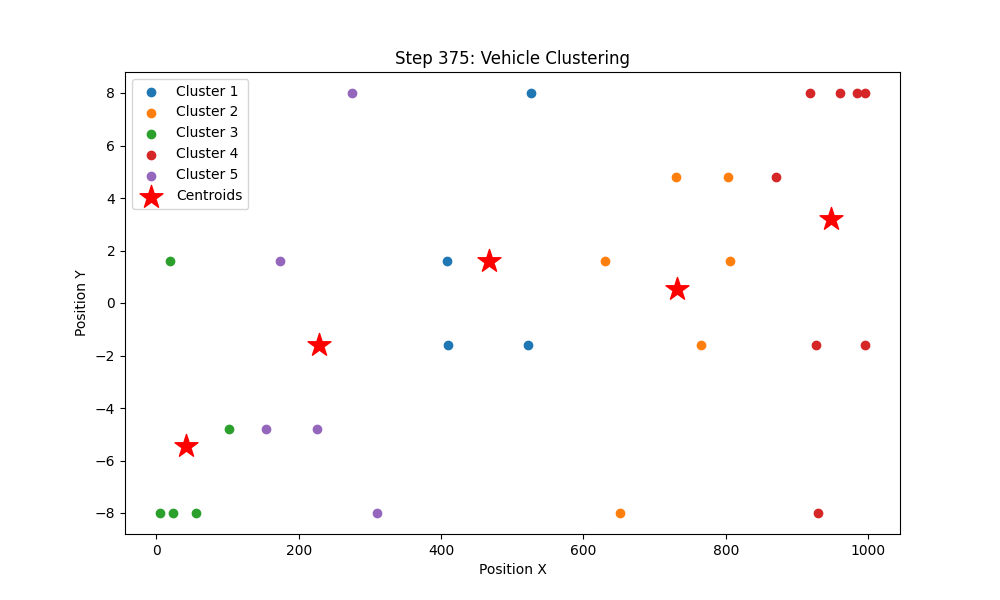 Step 375: Vehicle Clustering
Cluster 1
Cluster 2
Cluster 3
Cluster 4
Cluster 5
Centroids
Position Y
8
6
4
2
0
−2
−4
−6
−8
0 200 400 600 800 1000
Position X